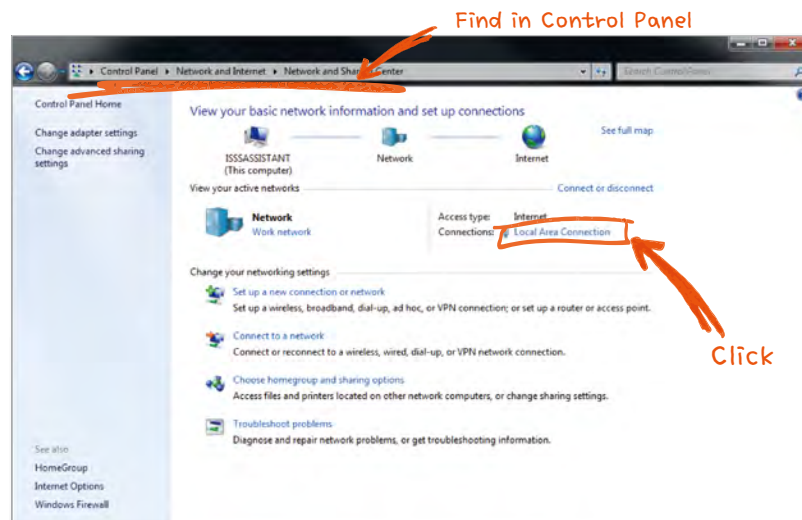 Find in Control Panel
Control Panel Network and Internet Network and Sharing Center
Search Control Panel
Control Panel Home
Change adapter settings
Change advanced sharing
settings
View your basic network information and set up connections
See full map
ISSSASSISTANT
(This computer)
Network
Internet
View your active networks
Connect or disconnect
Network
Work network
Access type: Internet
Connections: Local Area Connection
Click
Change your networking settings
Set up a new connection or network
Set up a wireless, broadband, dial-up, ad hoc, or VPN connection; or set up a router or access point.
Connect to a network
Connect or reconnect to a wireless, wired, dial-up, or VPN network connection.
Choose homegroup and sharing options
Access files and printers located on other network computers, or change sharing settings.
Troubleshoot problems
Diagnose and repair network problems, or get troubleshooting information.
See also
HomeGroup
Internet Options
Windows Firewall